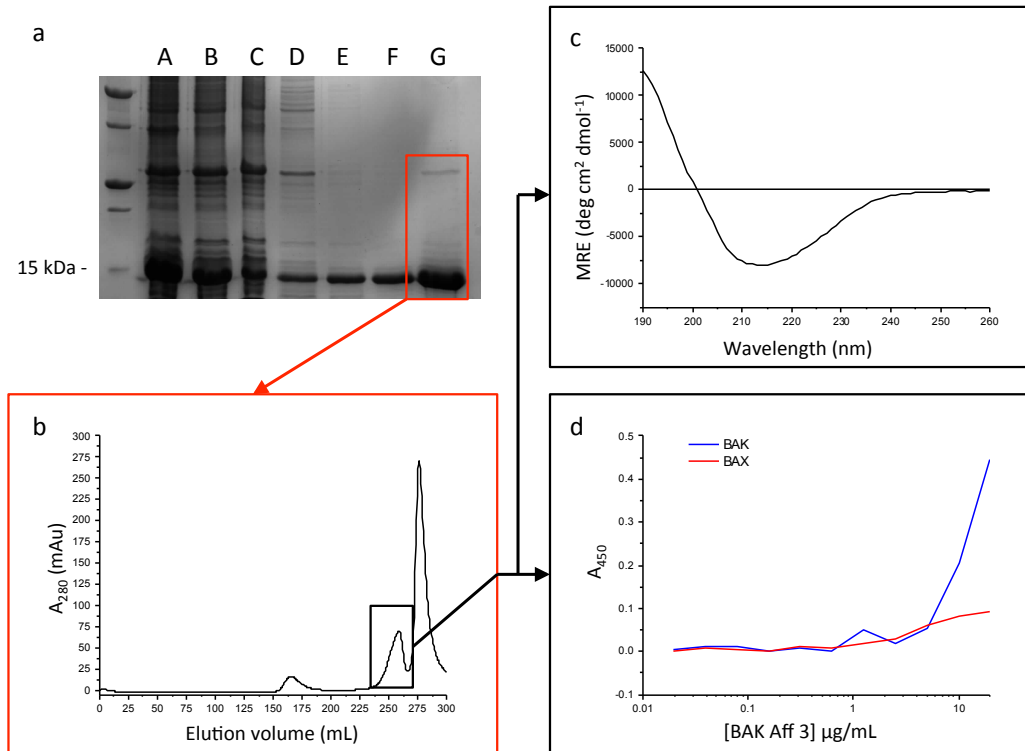 a
A B C D E F G
15 kDa -
b
300
275
250
225
200
175
150
125
100
75
50
25
0
A280 (mAu)
0 25 50 75 100 125 150 175 200 225 250 275 300
Elution volume (mL)
c
15000
10000
5000
0
-5000
-10000
MRE (deg cm² dmol⁻¹)
190 200 210 220 230 240 250 260
Wavelength (nm)
d
BAK
BAX
0.5
0.4
0.3
0.2
0.1
0.0
-0.1
A450
0.01 0.1 1 10
[BAK Aff 3] µg/mL